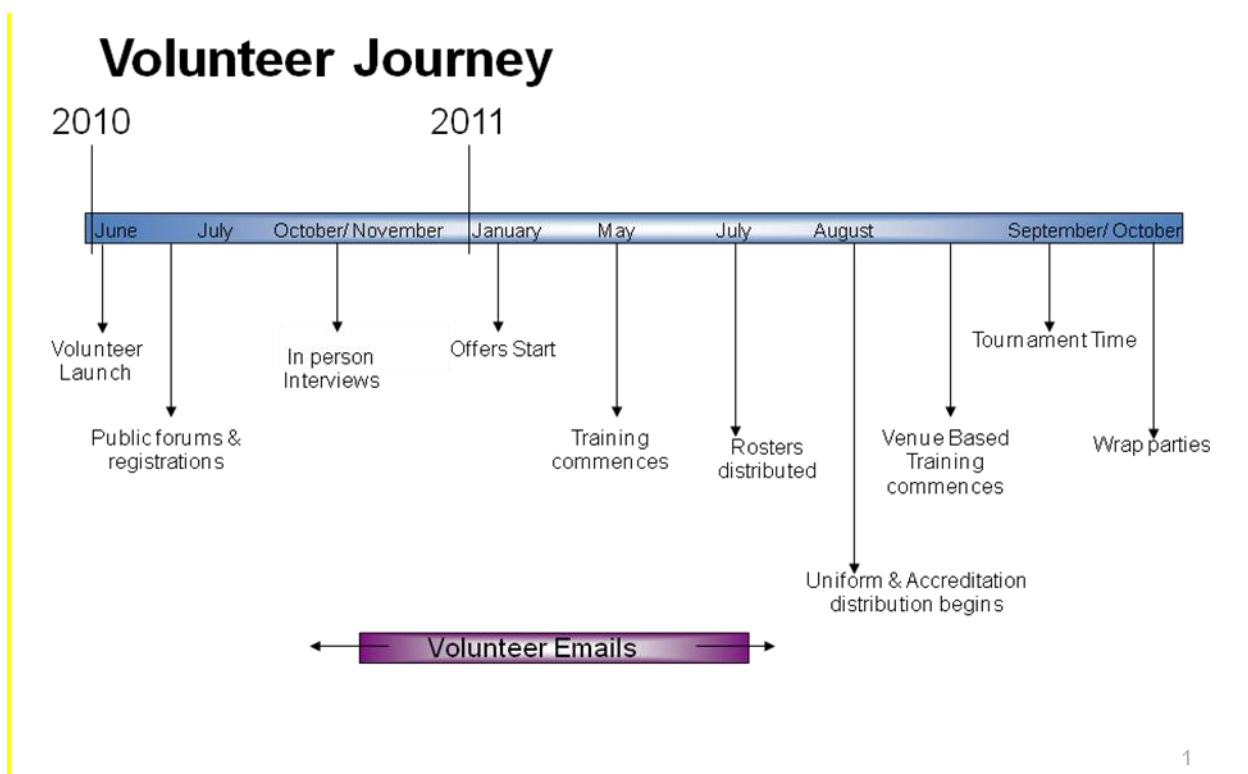 Volunteer Journey
2010
2011
June July October/November January May July August September/October
Volunteer
Launch
Public forums &
registrations
In person
Interviews
Offers Start
Training
commences
Rosters
distributed
Uniform & Accreditation
distribution begins
Venue Based
Training
commences
Tournament Time
Wrap parties
Volunteer Emails
1